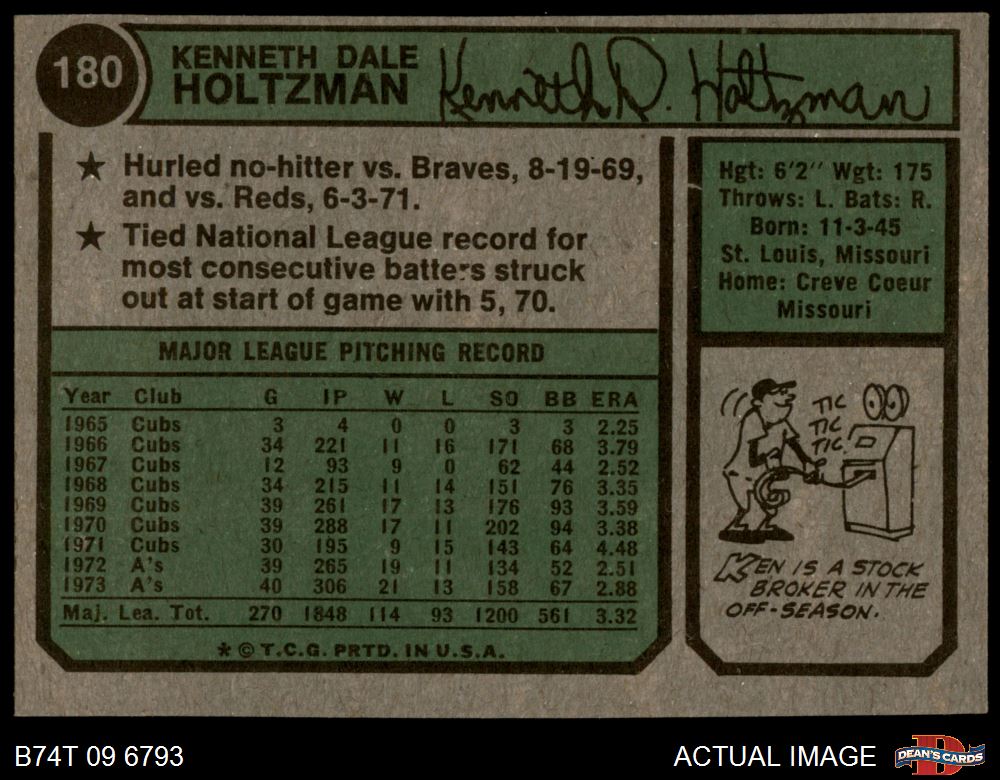 180
KENNETH DALE
HOLTZMAN
Kenneth D. Holtzman
★ Hurled no-hitter vs. Braves, 8-19-69,
and vs. Reds, 6-3-71.
★ Tied National League record for
most consecutive batters struck
out at start of game with 5, 70.
Hgt: 6'2" Wgt: 175
Throws: L. Bats: R.
Born: 11-3-45
St. Louis, Missouri
Home: Creve Coeur
Missouri
MAJOR LEAGUE PITCHING RECORD
Year Club G IP W L SO BB ERA
1965 Cubs 3 4 0 0 3 3 2.25
1966 Cubs 34 221 11 16 171 68 3.79
1967 Cubs 12 93 9 0 62 44 2.52
1968 Cubs 34 215 11 14 151 76 3.35
1969 Cubs 39 261 17 13 176 93 3.59
1970 Cubs 39 288 17 11 202 94 3.38
1971 Cubs 30 195 9 15 143 64 4.48
1972 A's 39 265 19 11 134 52 2.51
1973 A's 40 306 21 13 158 67 2.88
Maj. Lea. Tot. 270 1848 114 93 1200 561 3.32
* © T.C.G. PRTD. IN U.S.A.
TIC
TIC
TIC
KEN IS A STOCK
BROKER IN THE
OFF-SEASON.
B74T 09 6793
ACTUAL IMAGE
DEAN'S CARDS